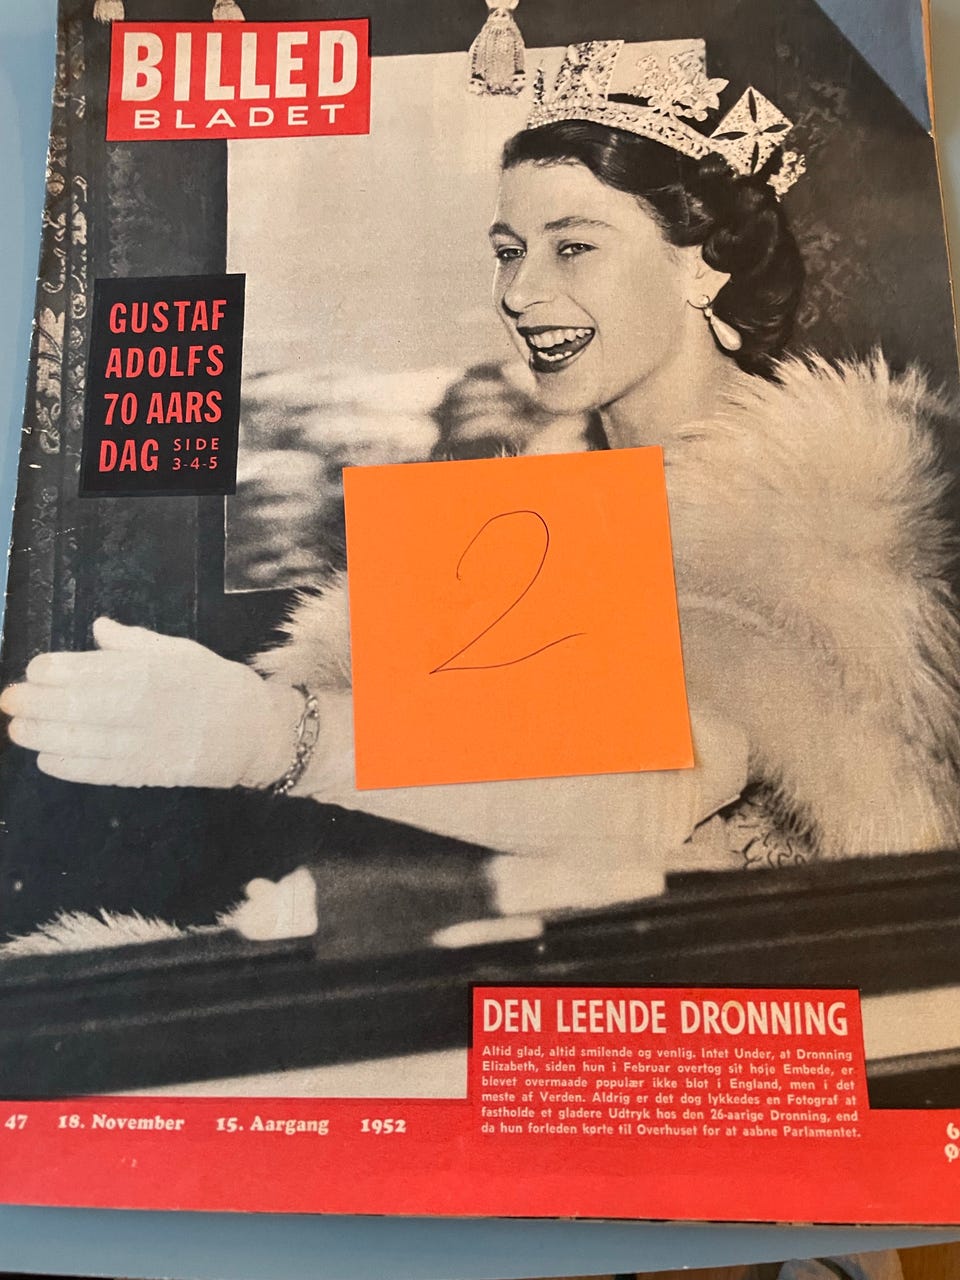 BILLED
BLADET
GUSTAF
ADOLFS
70 AARS
DAG SIDE
3-4-5
2
DEN LEENDE DRONNING
Altid glad, altid smilende og venlig. Intet Under, at Dronning
Elizabeth, siden hun i Februar overtog sit høje Embede, er
blevet overmaade populær ikke blot i England, men i det
meste af Verden. Aldrig er det dog lykkedes en Fotograf at
fastholde et gladere Udtryk hos den 26-aarige Dronning, end
da hun forleden kørte til Overhuset for at aabne Parlamentet.
47 18. November 15. Aargang 1952